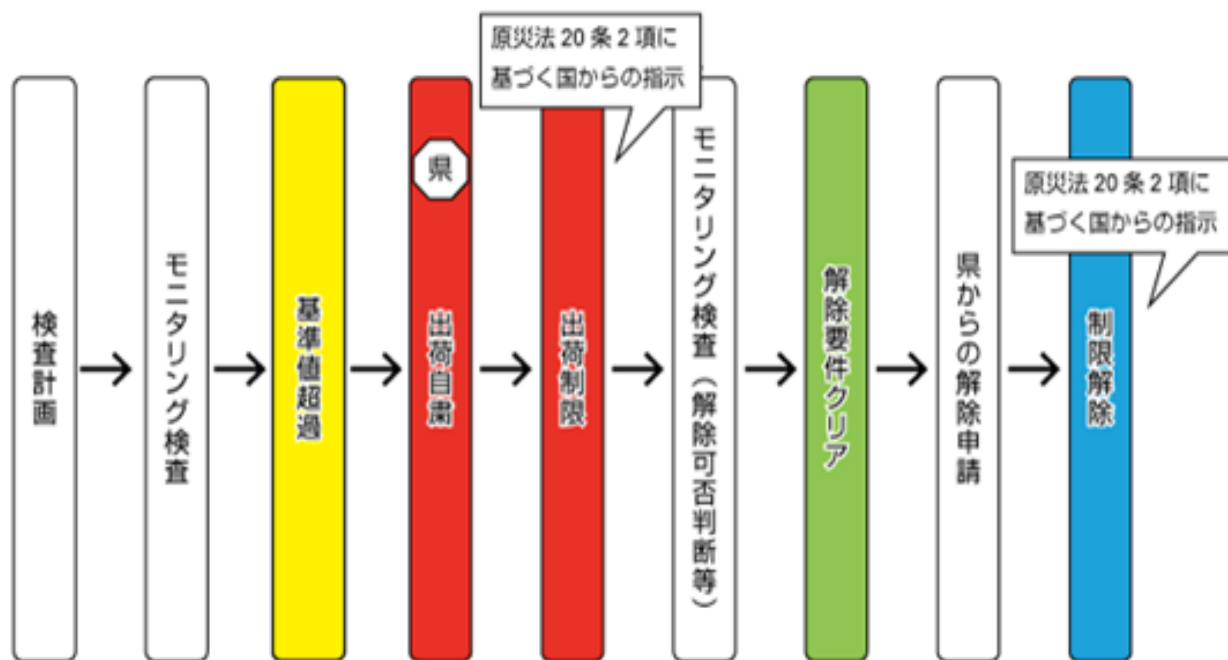 検査計画
モニタリング検査
基準値超過
県
出荷自粛
原災法 20 条 2 項に
基づく国からの指示
出荷制限
モニタリング検査（解除可否判断等）
解除要件クリア
県からの解除申請
原災法 20 条 2 項に
基づく国からの指示
制限解除